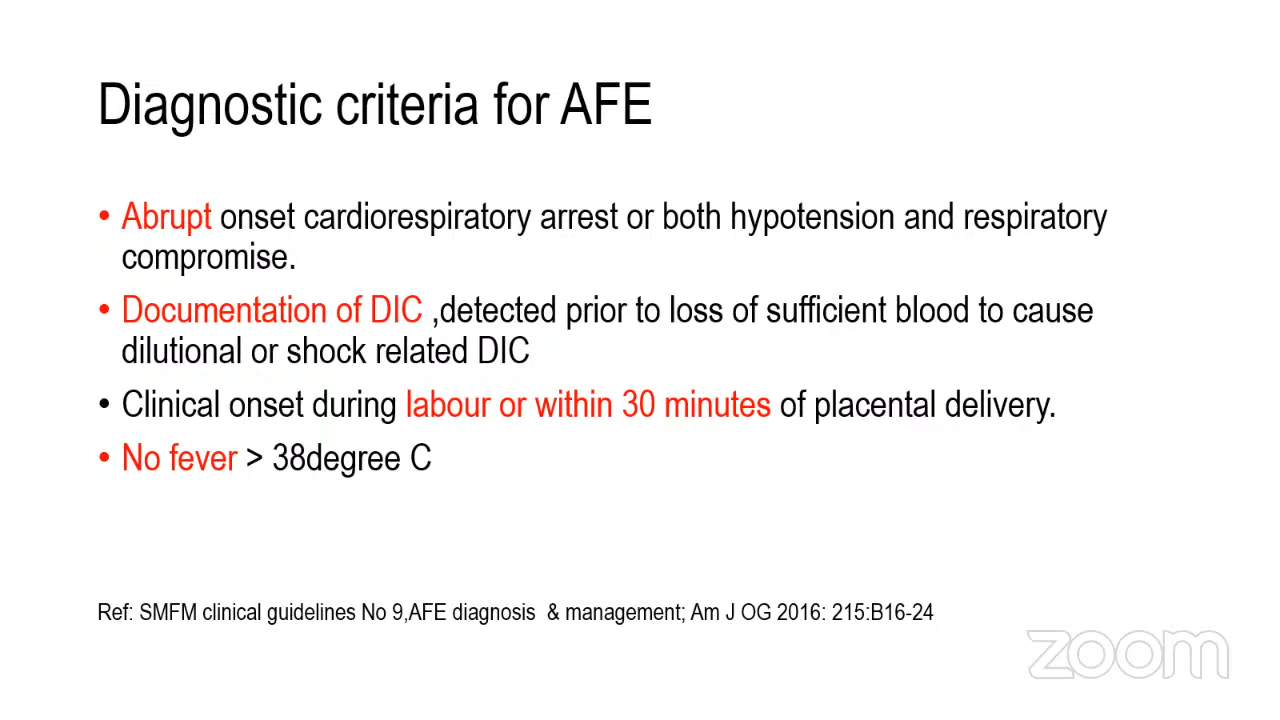 Diagnostic criteria for AFE
• Abrupt onset cardiorespiratory arrest or both hypotension and respiratory
compromise.
• Documentation of DIC ,detected prior to loss of sufficient blood to cause
dilutional or shock related DIC
• Clinical onset during labour or within 30 minutes of placental delivery.
• No fever > 38degree C
Ref: SMFM clinical guidelines No 9,AFE diagnosis & management; Am J OG 2016: 215:B16-24
zoom